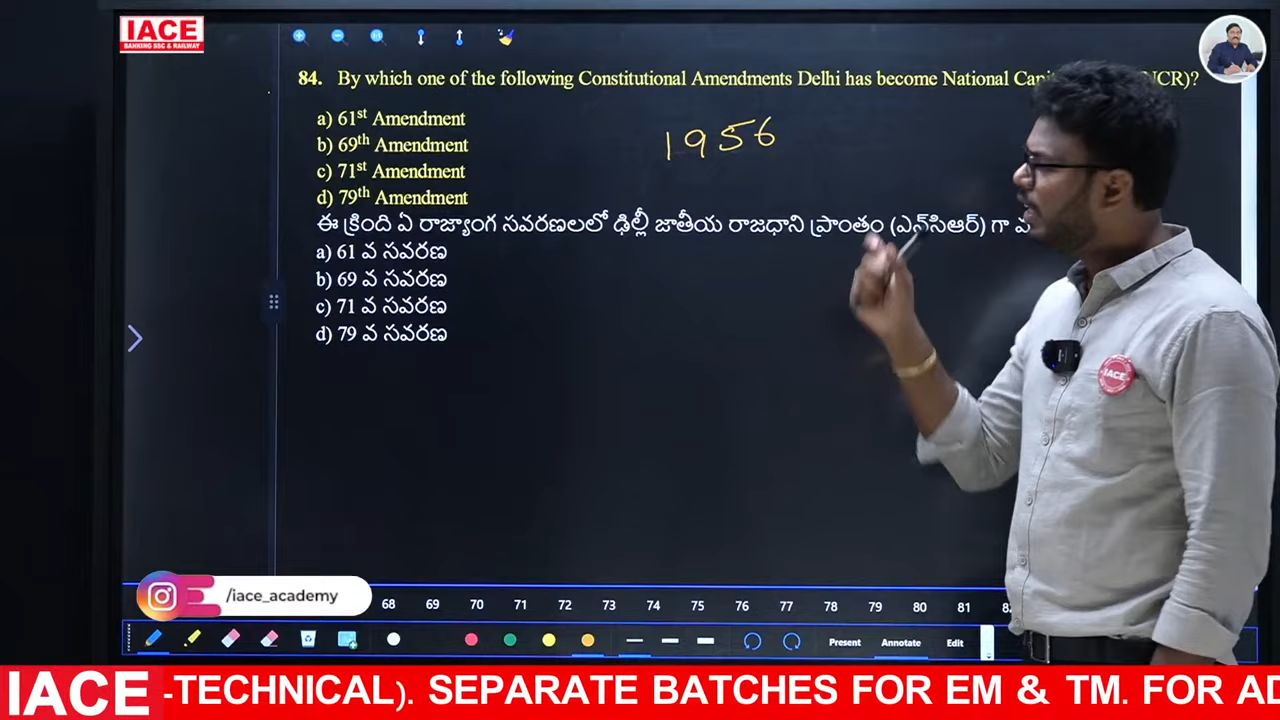 IACE
BANKING SSC & RAILWAY
84. By which one of the following Constitutional Amendments Delhi has become National NCR)?
a) 61st Amendment
b) 69th Amendment
c) 71st Amendment
d) 79th Amendment
1956
ఈ క్రింది ఏ రాజ్యాంగ సవరణలలో ఢిల్లీ జాతీయ రాజధాని ప్రాంతం (ఎన్‌సిఆర్) గా
a) 61 వ సవరణ
b) 69 వ సవరణ
c) 71 వ సవరణ
d) 79 వ సవరణ
IACE
/iace_academy
68 69 70 71 72 73 74 75 76 77 78 79 80 81
Present Annotate Edit
IACE -TECHNICAL). SEPARATE BATCHES FOR EM & TM. FOR